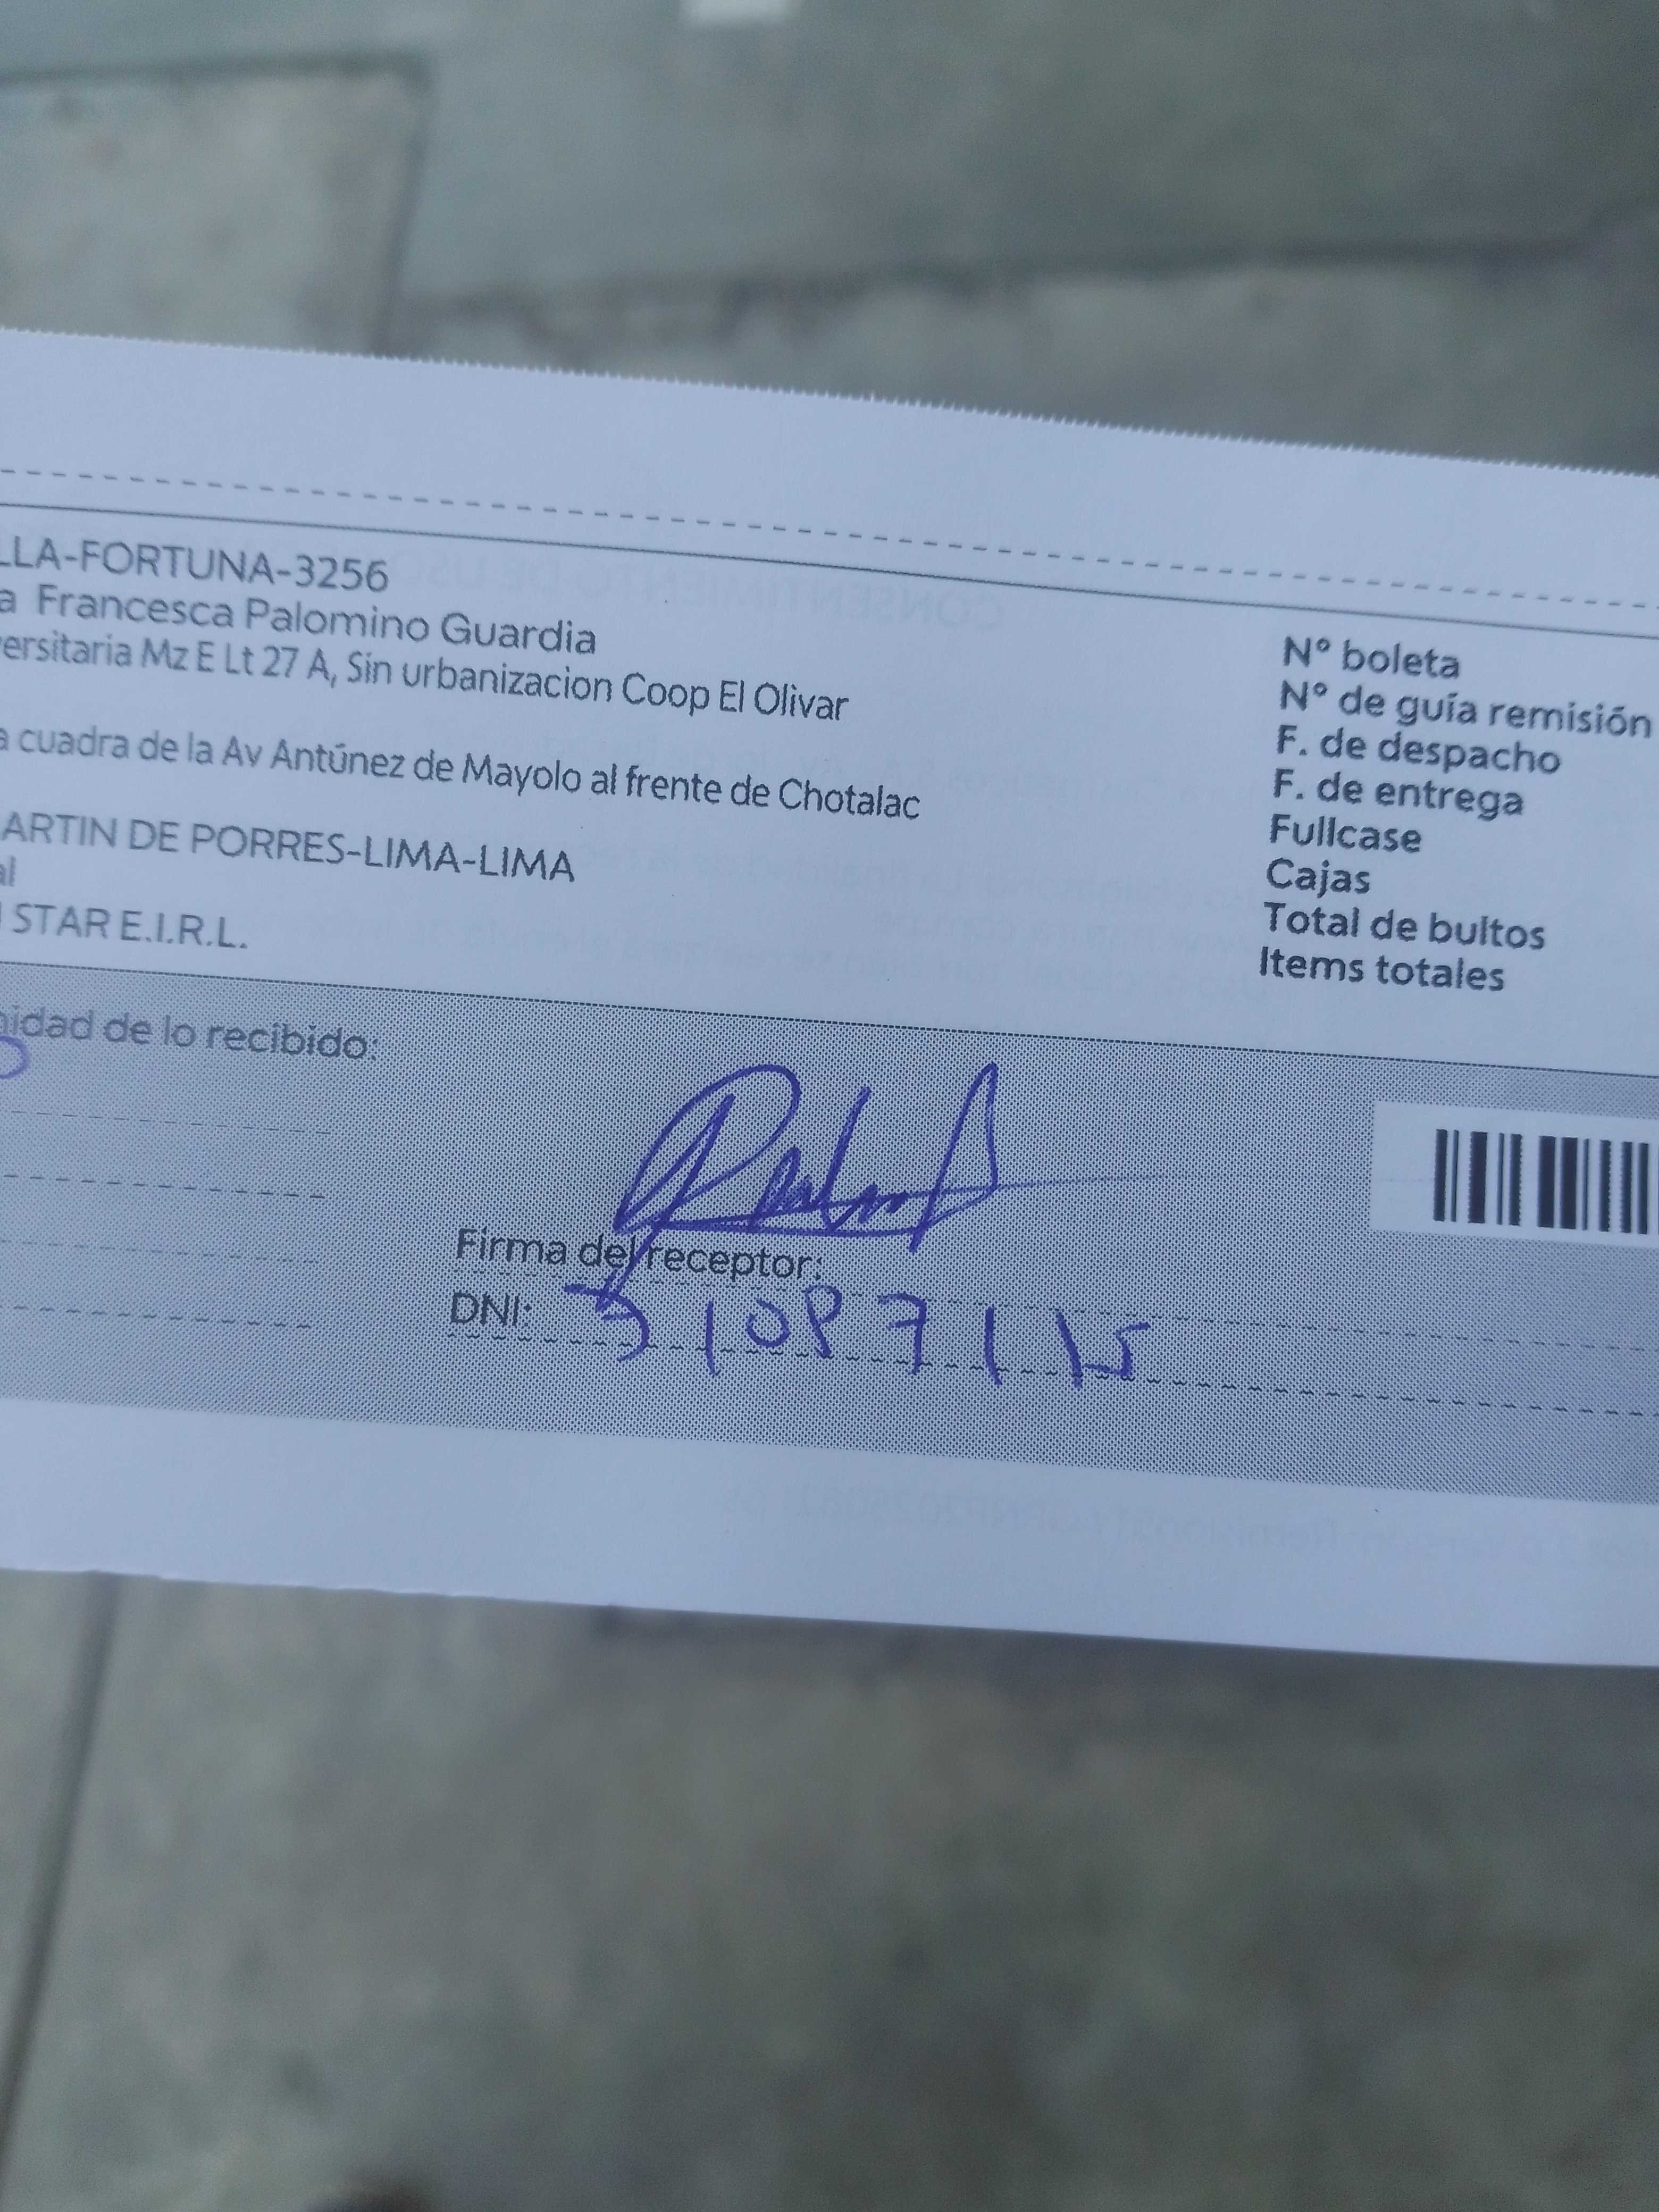 LLA-FORTUNA-3256
a Francesca Palomino Guardia
ersitaria Mz E Lt 27 A, Sin urbanizacion Coop El Olivar
a cuadra de la Av Antúnez de Mayolo al frente de Chotalac
ARTIN DE PORRES-LIMA-LIMA
al
STAR E.I.R.L.
N° boleta
N° de guía remisión
F. de despacho
F. de entrega
Fullcase
Cajas
Total de bultos
Items totales
nidad de lo recibido:
Firma del receptor:
DNI: